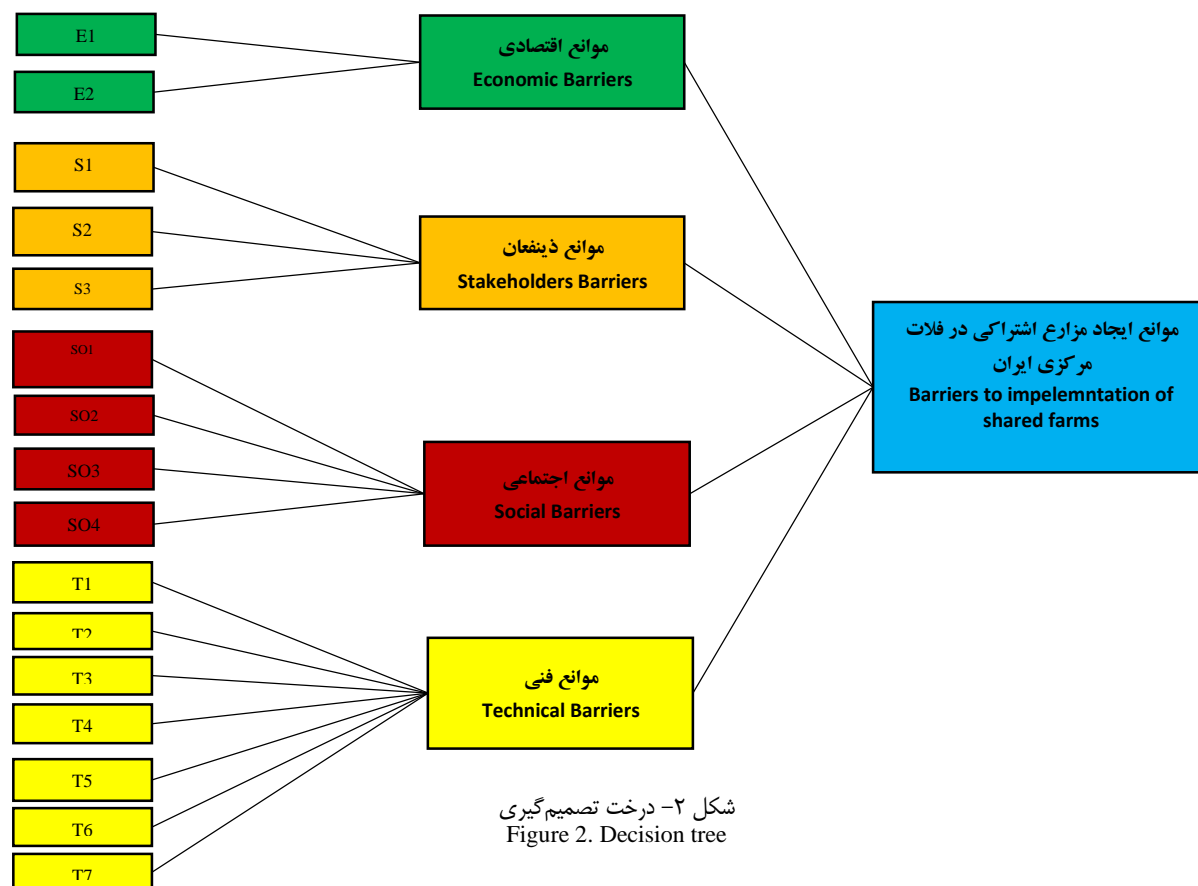 E1
E2
S1
S2
S3
SO1
SO2
SO3
SO4
T1
T2
T3
T4
T5
T6
T7
موانع اقتصادی
Economic Barriers
موانع ذینفعان
Stakeholders Barriers
موانع اجتماعی
Social Barriers
موانع فنی
Technical Barriers
موانع ایجاد مزارع اشتراکی در فلات
مرکزی ایران
Barriers to impelemntation of
shared farms
شکل ۲- درخت تصمیم‌گیری
Figure 2. Decision tree